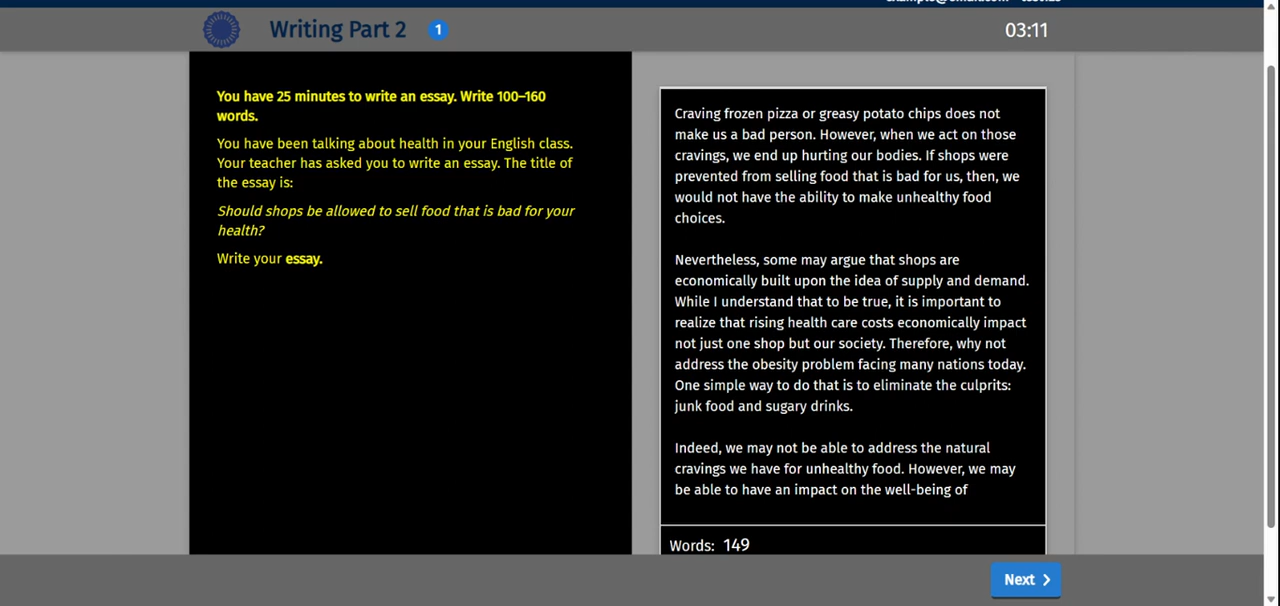 Writing Part 2
1
03:11
You have 25 minutes to write an essay. Write 100–160
words.
You have been talking about health in your English class.
Your teacher has asked you to write an essay. The title of
the essay is:
Should shops be allowed to sell food that is bad for your
health?
Write your essay.
Craving frozen pizza or greasy potato chips does not
make us a bad person. However, when we act on those
cravings, we end up hurting our bodies. If shops were
prevented from selling food that is bad for us, then, we
would not have the ability to make unhealthy food
choices.
Nevertheless, some may argue that shops are
economically built upon the idea of supply and demand.
While I understand that to be true, it is important to
realize that rising health care costs economically impact
not just one shop but our society. Therefore, why not
address the obesity problem facing many nations today.
One simple way to do that is to eliminate the culprits:
junk food and sugary drinks.
Indeed, we may not be able to address the natural
cravings we have for unhealthy food. However, we may
be able to have an impact on the well-being of
Words: 149
Next